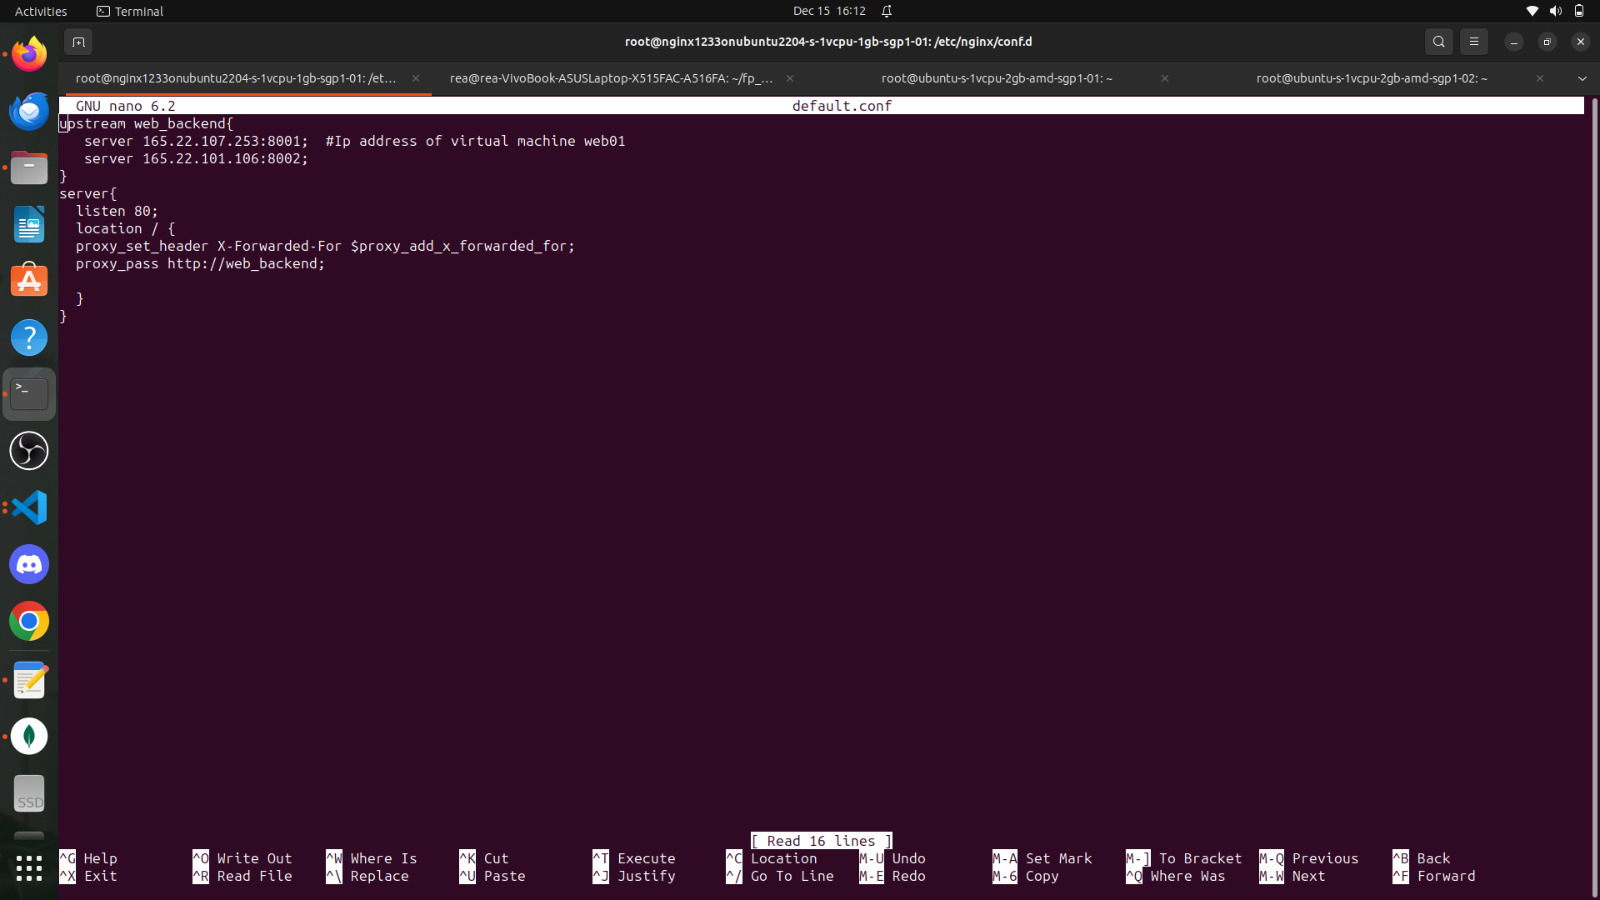 Activities Terminal Dec 15 16:12
root@nginx1233onubuntu2204-s-1vcpu-1gb-sgp1-01: /etc/nginx/conf.d
root@nginx1233onubuntu2204-s-1vcpu-1gb-sgp1-01: /et... × rea@rea-VivoBook-ASUSLaptop-X515FAC-A516FA: ~/fp_... × root@ubuntu-s-1vcpu-2gb-amd-sgp1-01: ~ × root@ubuntu-s-1vcpu-2gb-amd-sgp1-02: ~ ×
GNU nano 6.2 default.conf
upstream web_backend{
server 165.22.107.253:8001; #Ip address of virtual machine web01
server 165.22.101.106:8002;
}
server{
listen 80;
location / {
proxy_set_header X-Forwarded-For $proxy_add_x_forwarded_for;
proxy_pass http://web_backend;
}
}
SSD
[ Read 16 lines ]
^G Help ^O Write Out ^W Where Is ^K Cut ^T Execute ^C Location M-U Undo M-A Set Mark M-] To Bracket M-Q Previous ^B Back
^X Exit ^R Read File ^\ Replace ^U Paste ^J Justify ^/ Go To Line M-E Redo M-6 Copy ^Q Where Was M-W Next ^F Forward